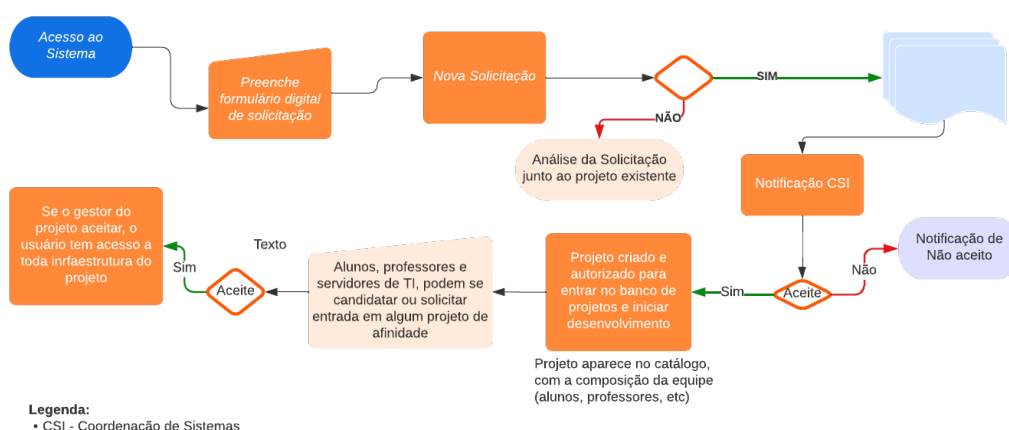 Acesso ao
Sistema
Preenche
formulário digital
de solicitação
Nova Solicitação
SIM
NÃO
Análise da Solicitação
junto ao projeto existente
Notificação CSI
Notificação de
Não aceito
Não
Aceite
Sim
Projeto criado e
autorizado para
entrar no banco de
projetos e iniciar
desenvolvimento
Projeto aparece no catálogo,
com a composição da equipe
(alunos, professores, etc)
Texto
Alunos, professores e
servidores de TI, podem se
candidatar ou solicitar
entrada em algum projeto de
afinidade
Aceite
Sim
Se o gestor do
projeto aceitar, o
usuário tem acesso a
toda inrfaestrutura do
projeto
Legenda:
• CSI - Coordenação de Sistemas